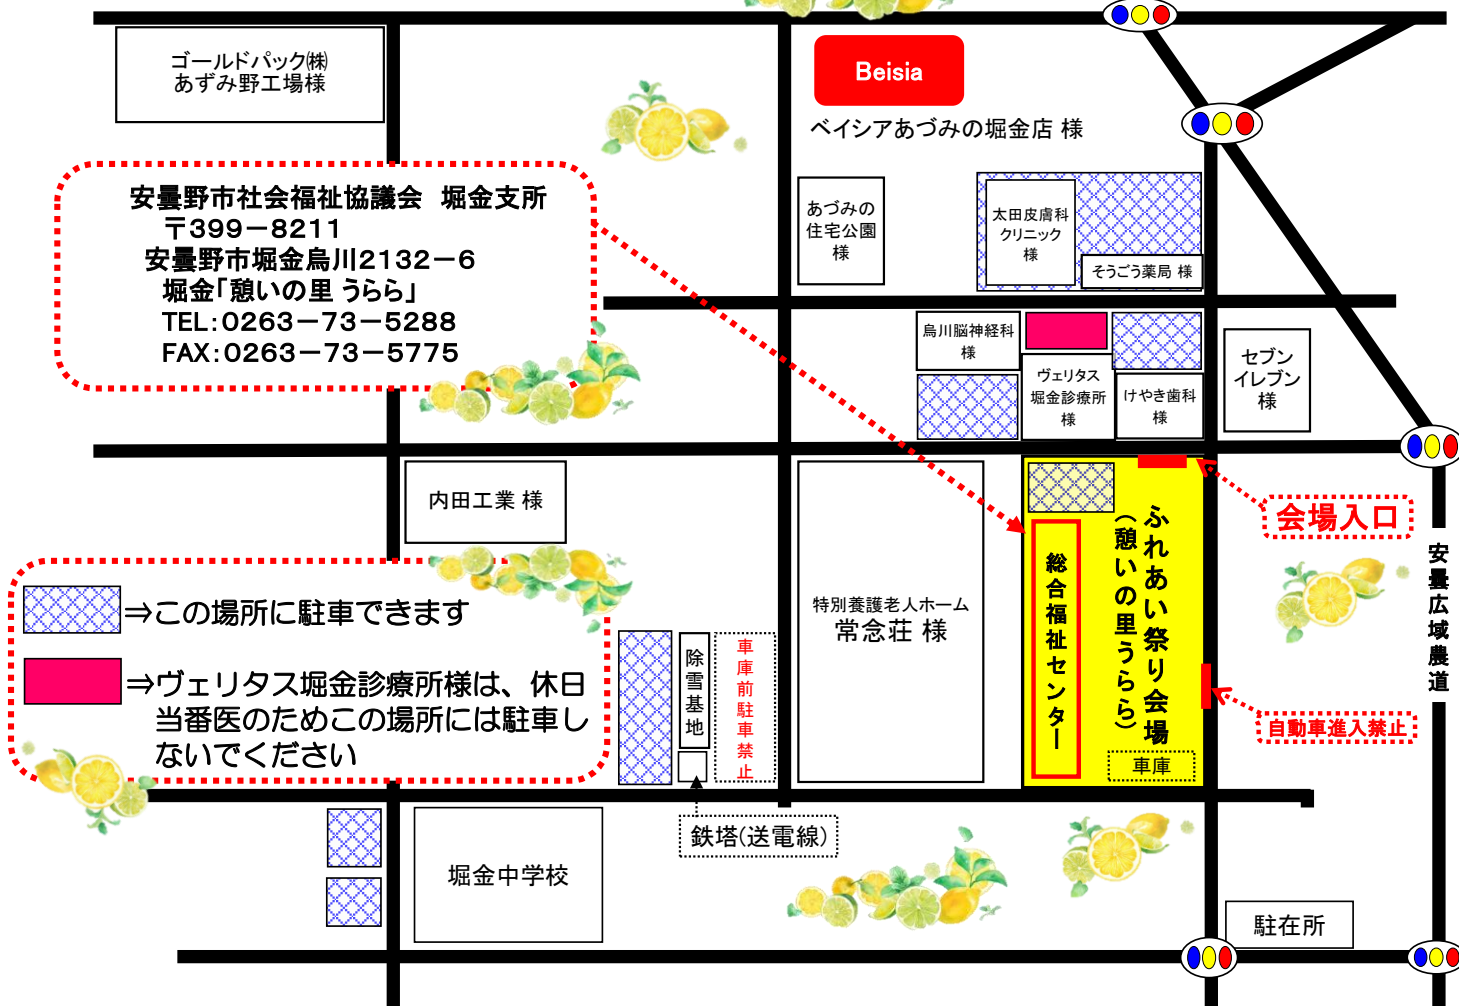 ゴールドパック㈱
あずみ野工場様
Beisia
ベイシアあづみの堀金店 様
安曇野市社会福祉協議会 堀金支所
〒399－8211
安曇野市堀金烏川2132－6
堀金「憩いの里 うらら」
TEL:0263－73－5288
FAX:0263－73－5775
あづみの
住宅公園
様
太田皮膚科
クリニック
様
そうごう薬局 様
烏川脳神経科
様
ヴェリタス
堀金診療所
様
けやき歯科
様
セブン
イレブン
様
内田工業 様
会場入口
ふれあい祭り会場
（憩いの里うらら）
総合福祉センター
特別養護老人ホーム
常念荘 様
安曇広域農道
⇒この場所に駐車できます
⇒ヴェリタス堀金診療所様は、休日
当番医のためこの場所には駐車し
ないでください
除雪基地
車庫前駐車禁止
自動車進入禁止
車庫
鉄塔(送電線)
堀金中学校
駐在所